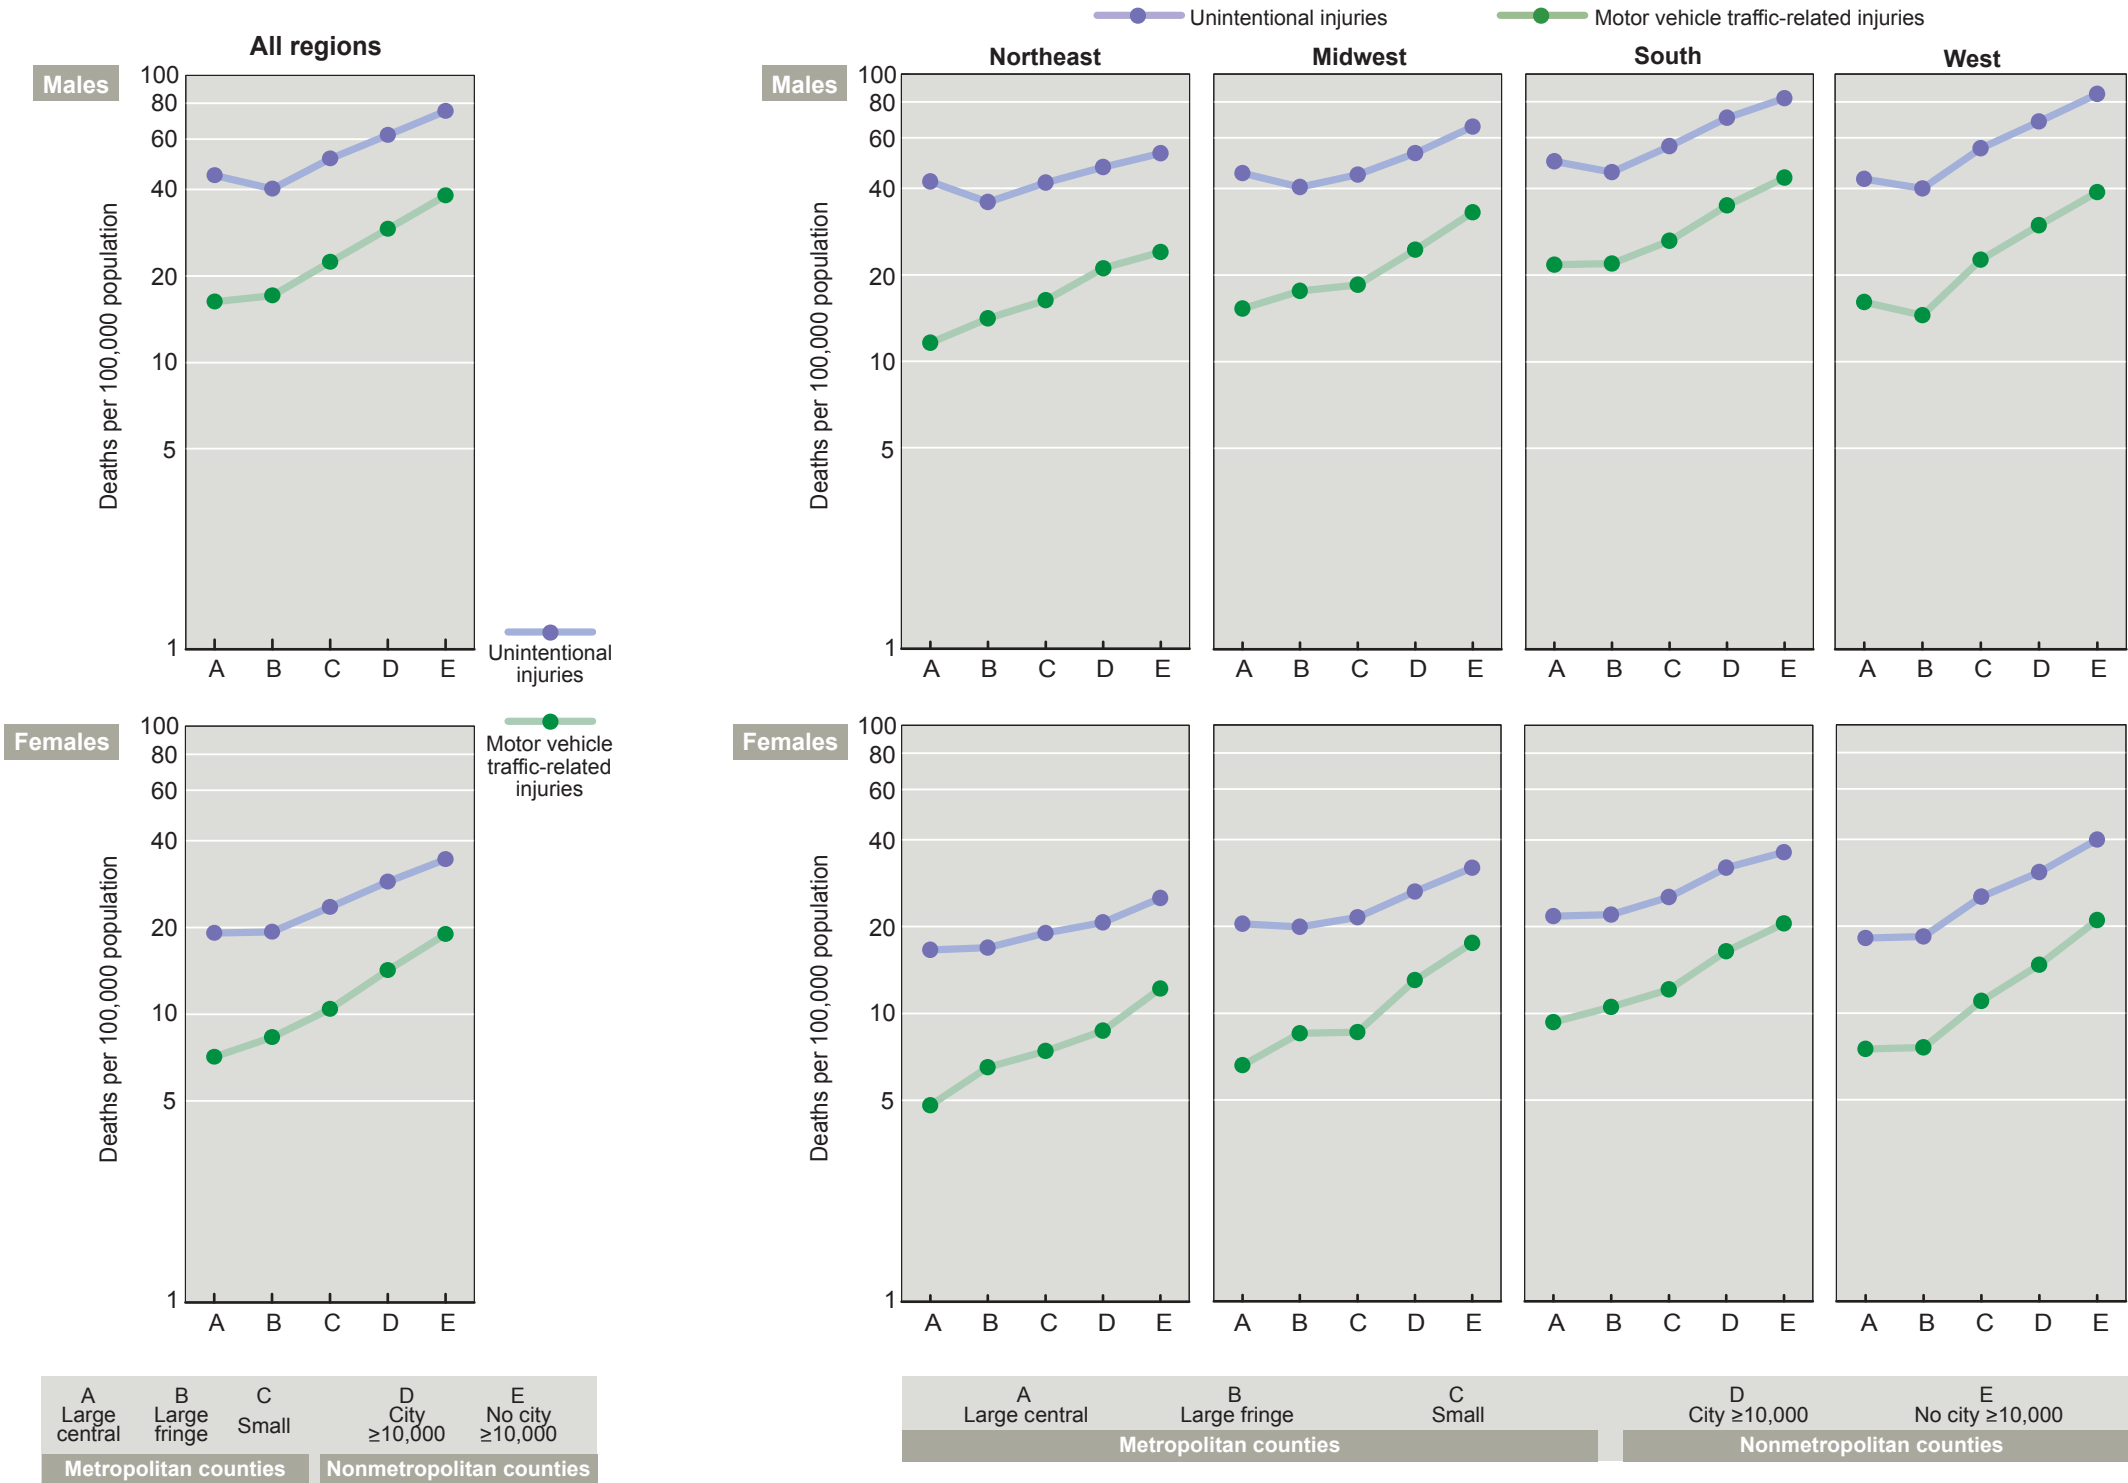 Unintentional injuries
Motor vehicle traffic-related injuries
All regions
Males
100
80
60
40
20
10
5
1
Deaths per 100,000 population
A B C D E
Unintentional
injuries
Motor vehicle
traffic-related
injuries
Females
100
80
60
40
20
10
5
1
Deaths per 100,000 population
A B C D E
A B C D E
Large central
Large fringe
Small
City ≥10,000
No city ≥10,000
Metropolitan counties
Nonmetropolitan counties
Northeast
Midwest
South
West
Males
100
80
60
40
20
10
5
1
Deaths per 100,000 population
A B C D E
A B C D E
A B C D E
A B C D E
Females
100
80
60
40
20
10
5
1
Deaths per 100,000 population
A B C D E
A B C D E
A B C D E
A B C D E
A B C D E
Large central
Large fringe
Small
City ≥10,000
No city ≥10,000
Metropolitan counties
Nonmetropolitan counties